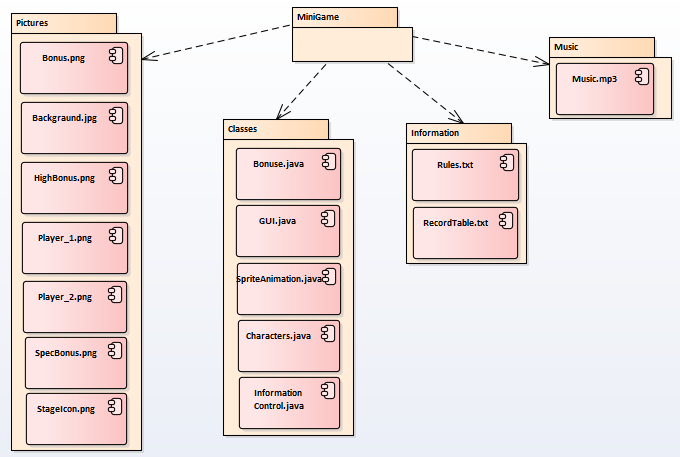 Pictures
Bonus.png
Background.jpg
HighBonus.png
Player_1.png
Player_2.png
SpecBonus.png
StageIcon.png
MiniGame
Classes
Bonuse.java
GUI.java
SpriteAnimation.java
Characters.java
Information
Control.java
Information
Rules.txt
RecordTable.txt
Music
Music.mp3